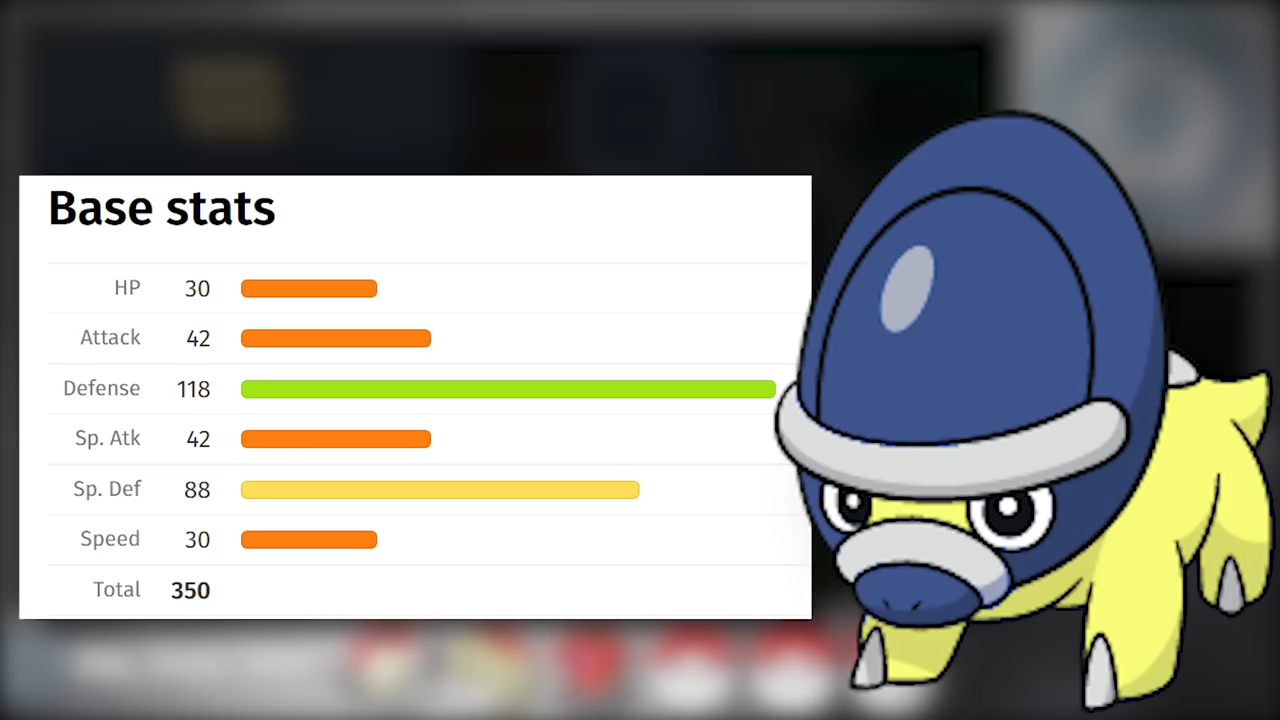 Base stats
HP 30
Attack 42
Defense 118
Sp. Atk 42
Sp. Def 88
Speed 30
Total 350